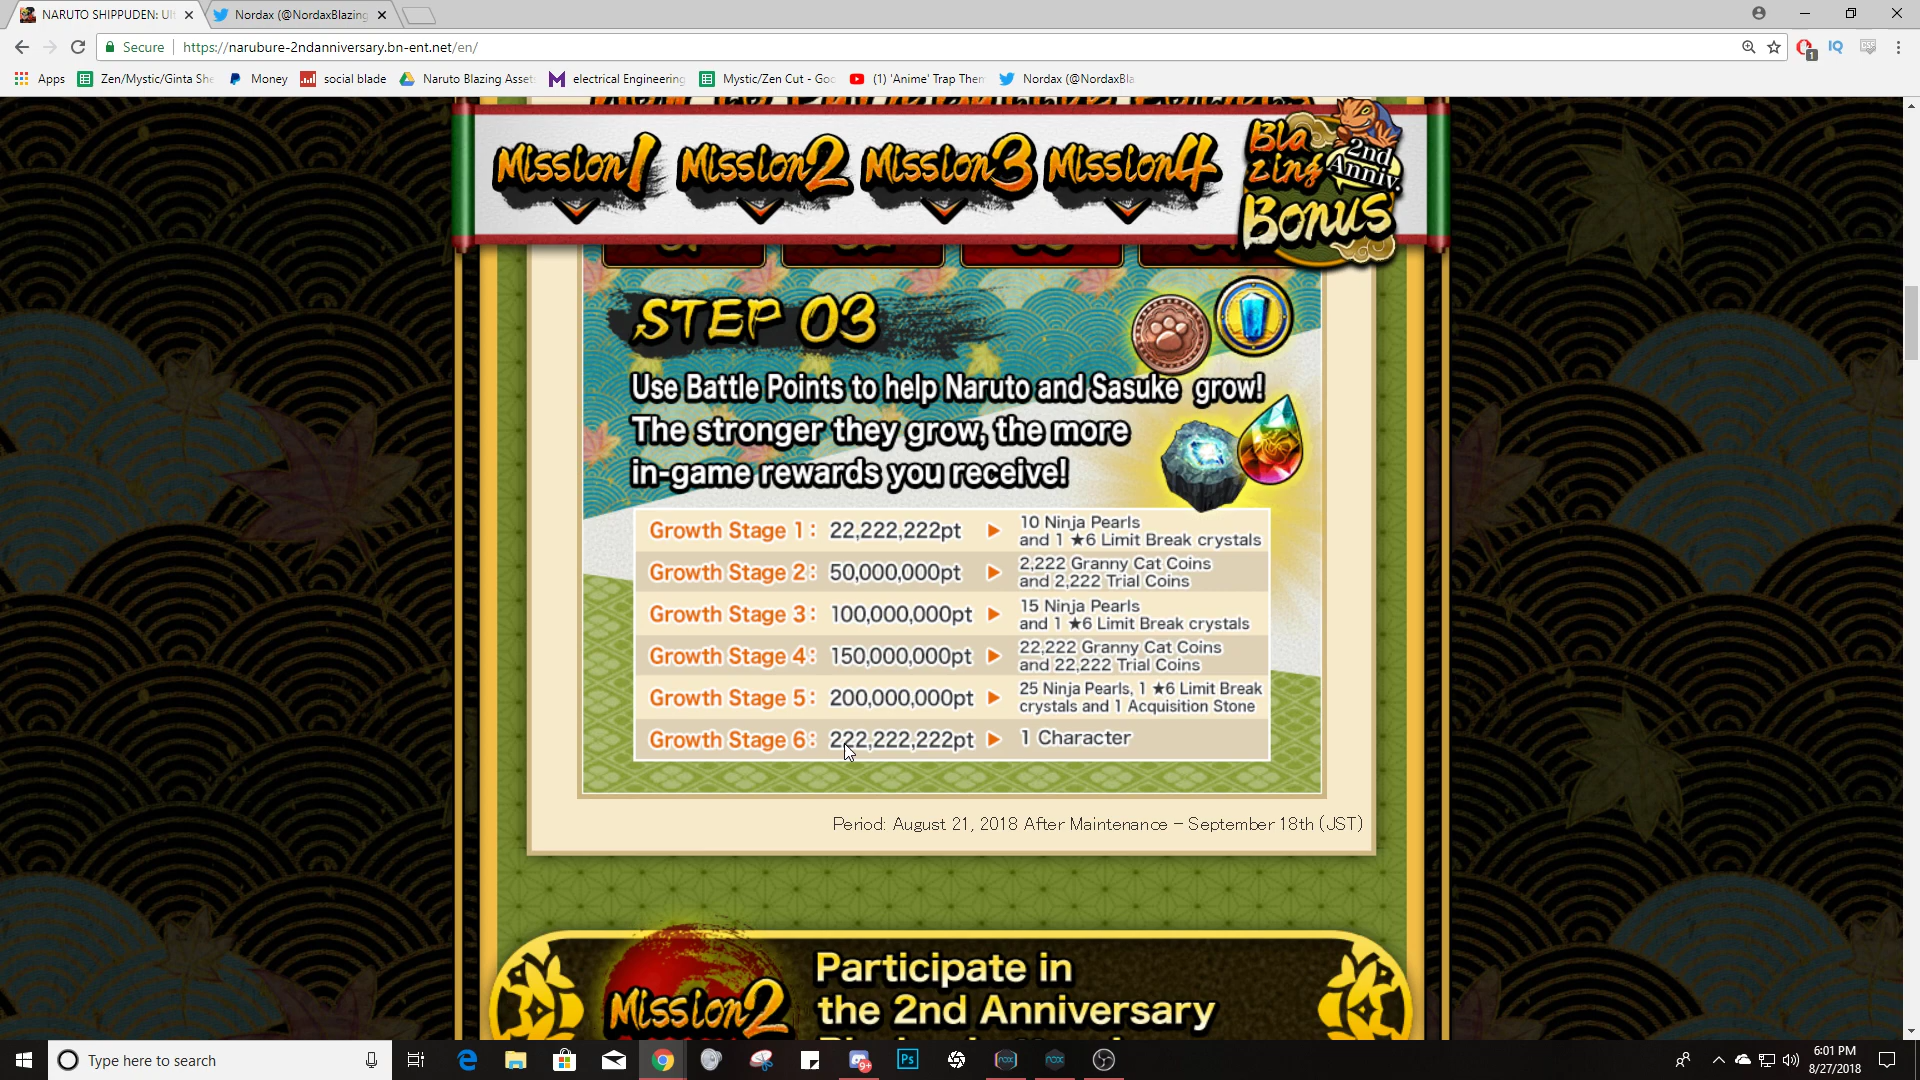 NARUTO SHIPPUDEN: Ult
Nordax (@NordaxBlazing
Secure
https://narubure-2ndanniversary.bn-ent.net/en/
1
IQ
Apps
Zen/Mystic/Ginta She
Money
social blade
Naruto Blazing Asset
electrical Engineering
Mystic/Zen Cut - Goo
(1) 'Anime' Trap Them
Nordax (@NordaxBla
Mission1
Mission2
Mission3
Mission4
Blazing
2nd
Anniv.
Bonus
STEP 03
Use Battle Points to help Naruto and Sasuke grow!
The stronger they grow, the more
in-game rewards you receive!
Growth Stage 1: 22,222,222pt ▶ 10 Ninja Pearls
and 1 ★6 Limit Break crystals
Growth Stage 2: 50,000,000pt ▶ 2,222 Granny Cat Coins
and 2,222 Trial Coins
Growth Stage 3: 100,000,000pt ▶ 15 Ninja Pearls
and 1 ★6 Limit Break crystals
Growth Stage 4: 150,000,000pt ▶ 22,222 Granny Cat Coins
and 22,222 Trial Coins
Growth Stage 5: 200,000,000pt ▶ 25 Ninja Pearls, 1 ★6 Limit Break
crystals and 1 Acquisition Stone
Growth Stage 6: 222,222,222pt ▶ 1 Character
Period: August 21, 2018 After Maintenance - September 18th (JST)
Mission2
Participate in
the 2nd Anniversary
Type here to search
9+
Ps
nox
nox
6:01 PM
8/27/2018